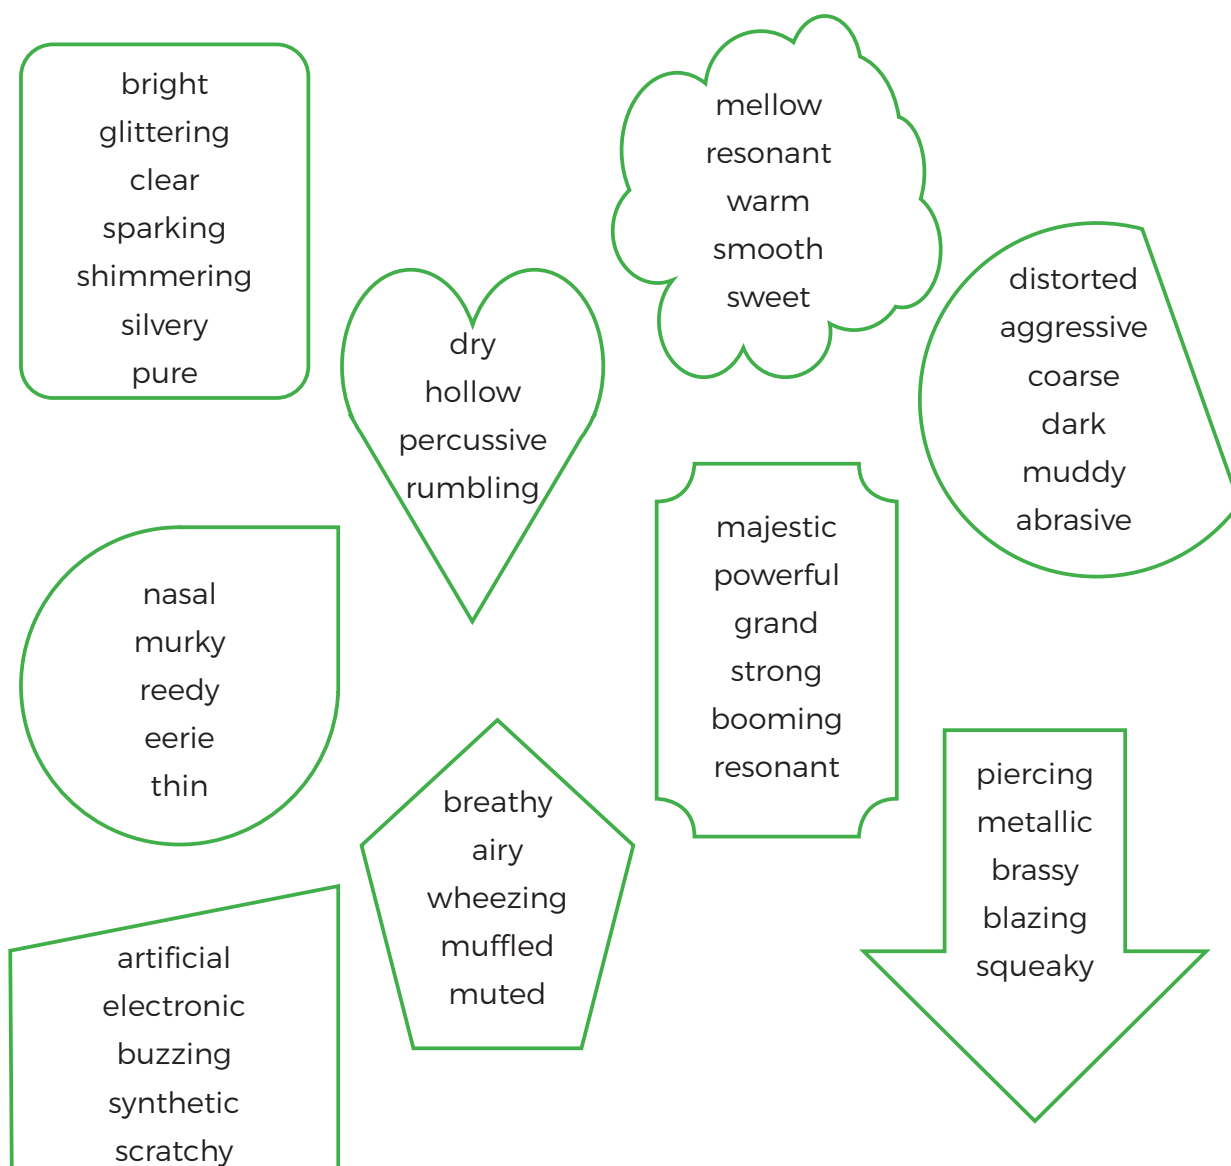 bright
glittering
clear
sparking
shimmering
silvery
pure
mellow
resonant
warm
smooth
sweet
dry
hollow
percussive
rumbling
distorted
aggressive
coarse
dark
muddy
abrasive
nasal
murky
reedy
eerie
thin
majestic
powerful
grand
strong
booming
resonant
breathy
airy
wheezing
muffled
muted
piercing
metallic
brassy
blazing
squeaky
artificial
electronic
buzzing
synthetic
scratchy